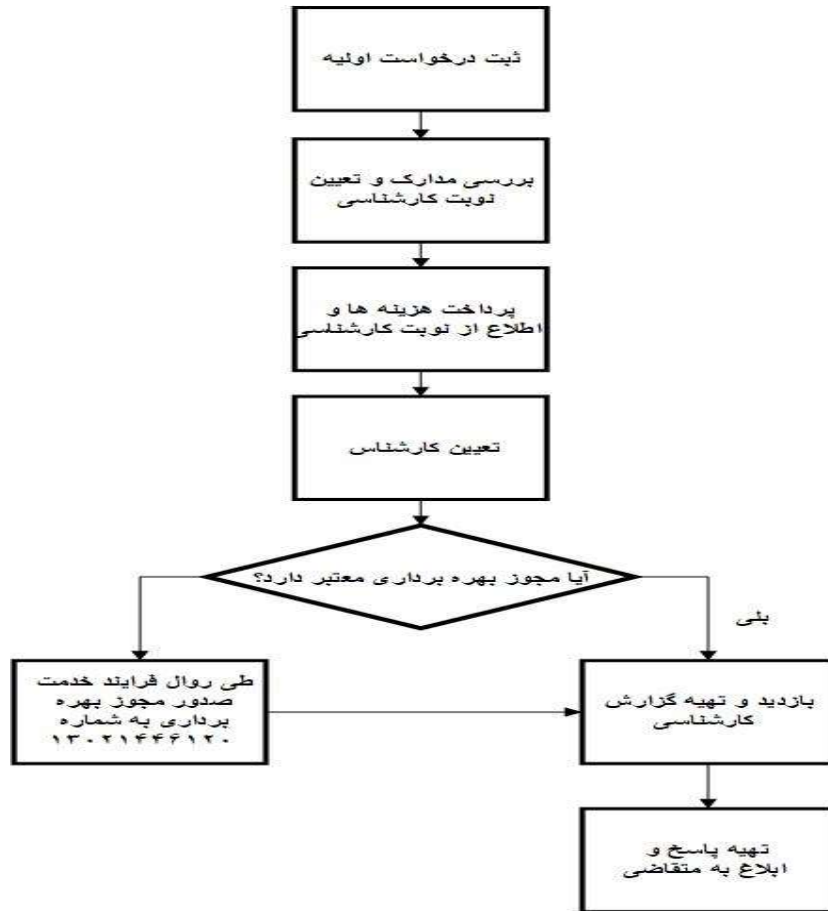 ثبت درخواست اولیه
بررسی مدارک و تعیین
نوبت کارشناسی
پرداخت هزینه ها و
اطلاع از نوبت کارشناسی
تعیین کارشناس
آیا مجوز بهره برداری معتبر دارد؟
بلی
طی روال فرایند خدمت
صدور مجوز بهره
برداری به شماره
۱۳۰۲۱۴۴۶۱۲۰
بازدید و تهیه گزارش
کارشناسی
تهیه پاسخ و
ابلاغ به متقاضی